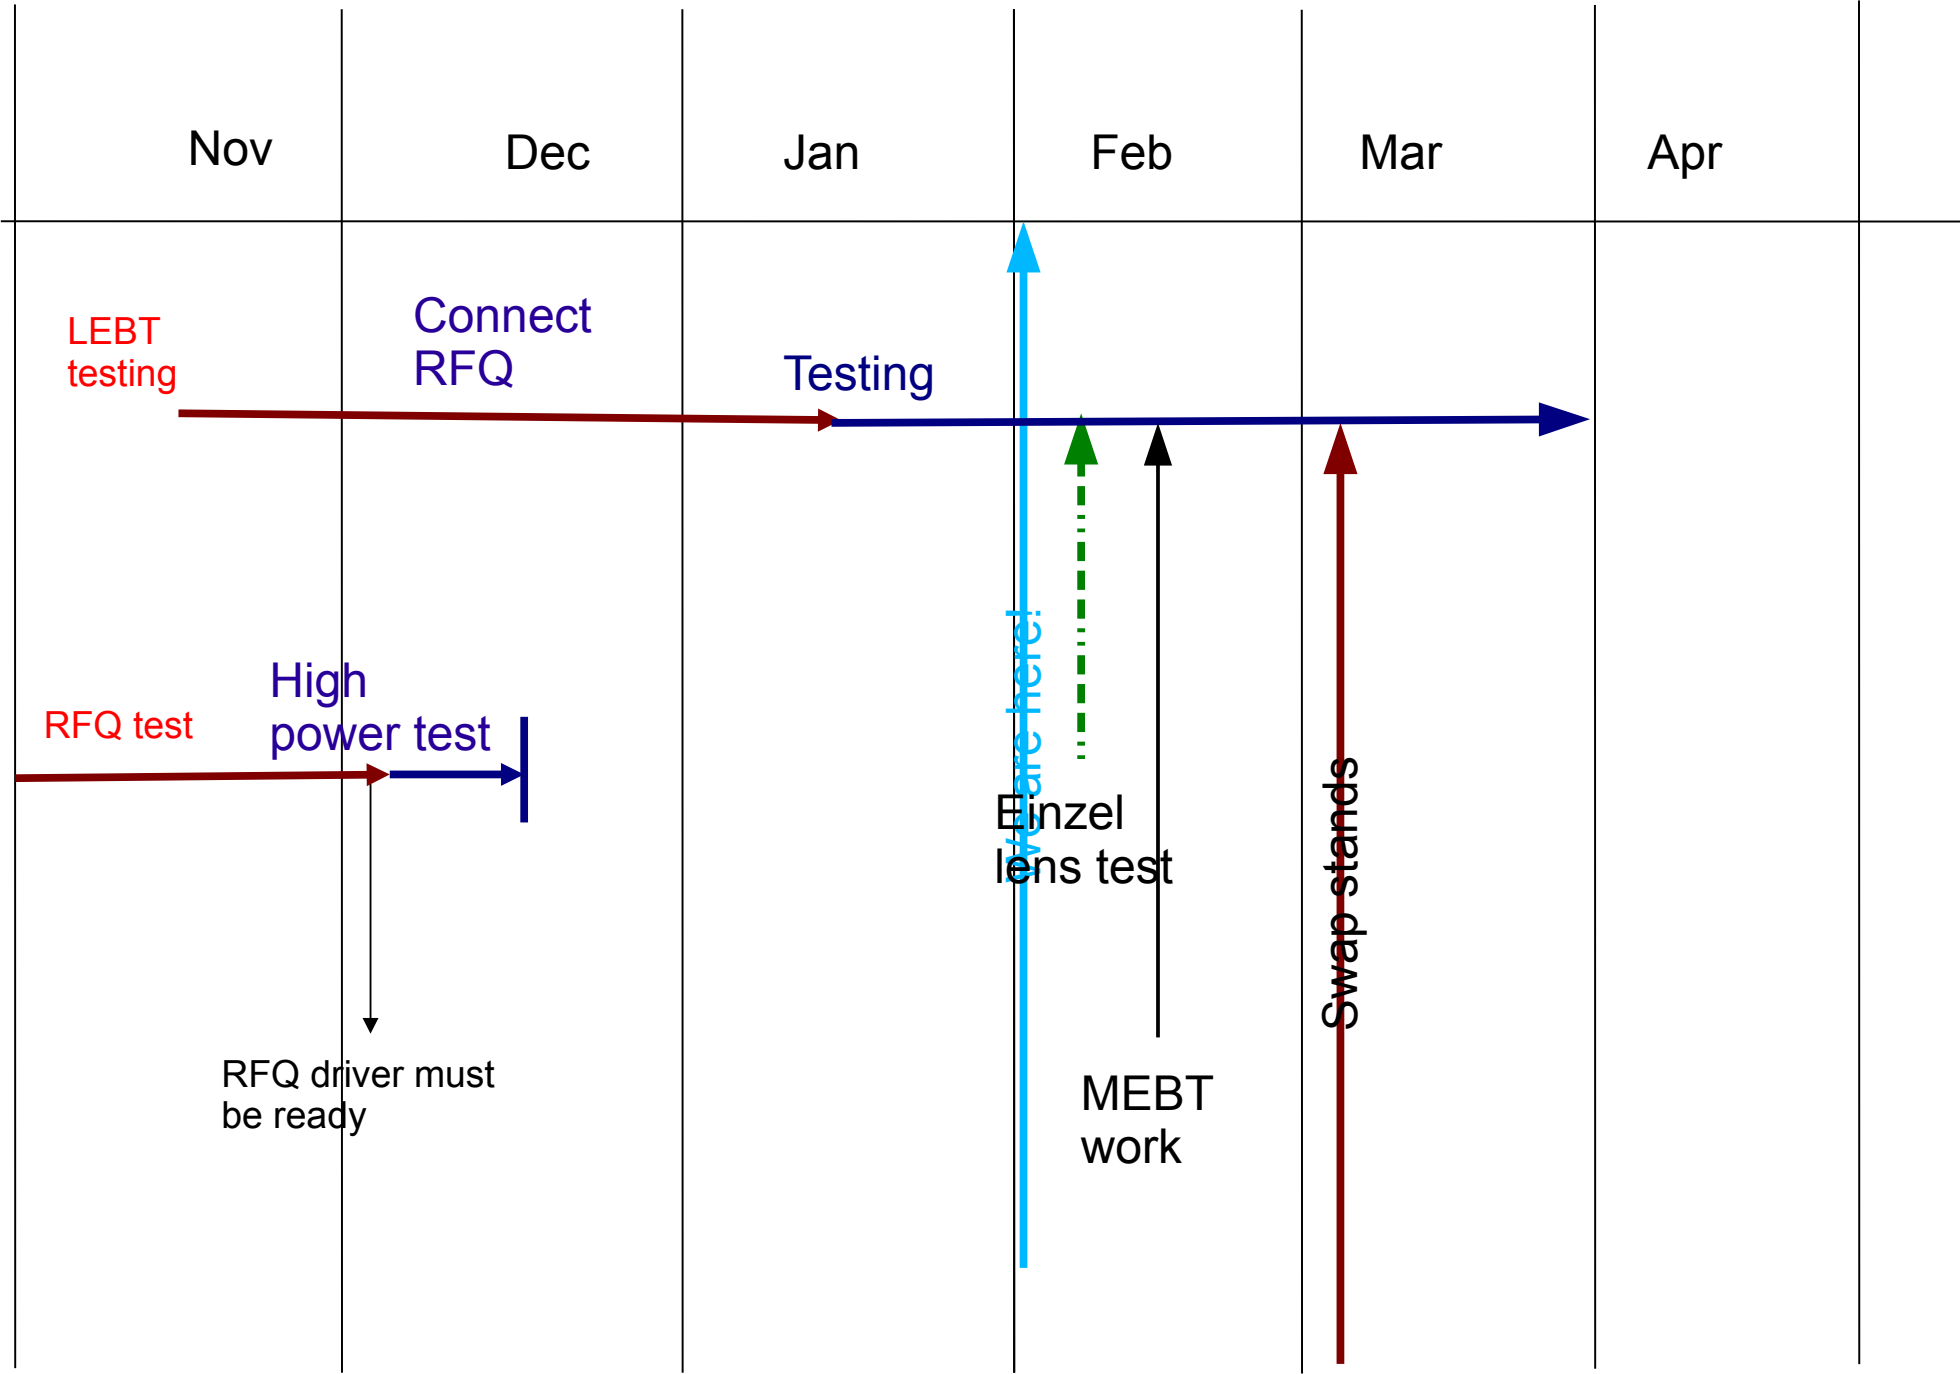 Nov
Dec
Jan
Feb
Mar
Apr
LEBT
testing
Connect
RFQ
Testing
We are here!
RFQ test
High
power test
Einzel
lens test
Swap stands
RFQ driver must
be ready
MEBT
work